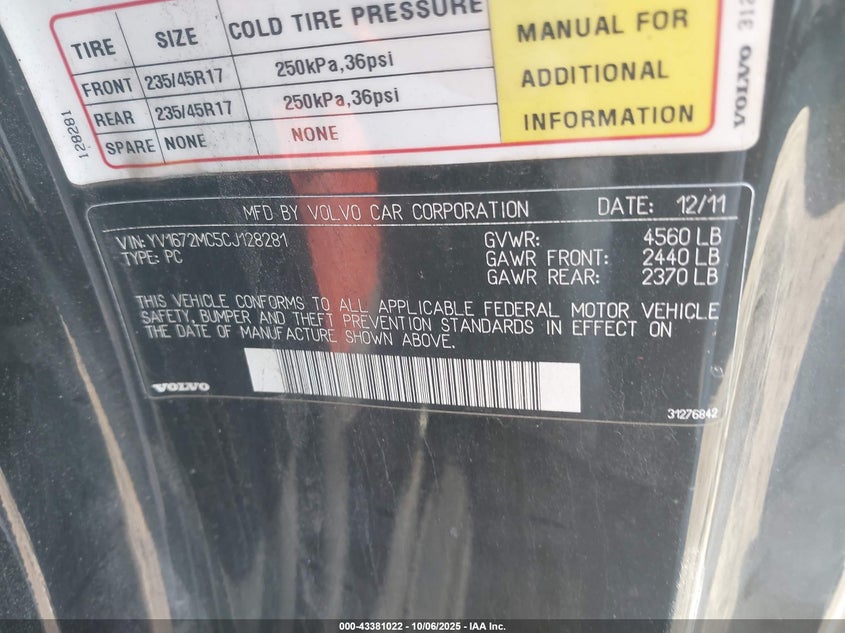 TIRE SIZE COLD TIRE PRESSURE
FRONT 235/45R17 250kPa,36psi
REAR 235/45R17 250kPa,36psi
SPARE NONE NONE
MANUAL FOR
ADDITIONAL
INFORMATION
128281
VOLVO 312
MFD BY VOLVO CAR CORPORATION DATE: 12/11
VIN: YV1672MC5CJ128281
TYPE: PC
GVWR: 4560 LB
GAWR FRONT: 2440 LB
GAWR REAR: 2370 LB
THIS VEHICLE CONFORMS TO ALL APPLICABLE FEDERAL MOTOR VEHICLE
SAFETY, BUMPER AND THEFT PREVENTION STANDARDS IN EFFECT ON
THE DATE OF MANUFACTURE SHOWN ABOVE.
VOLVO
31276842
000-43381022 - 10/06/2025 - IAA Inc.